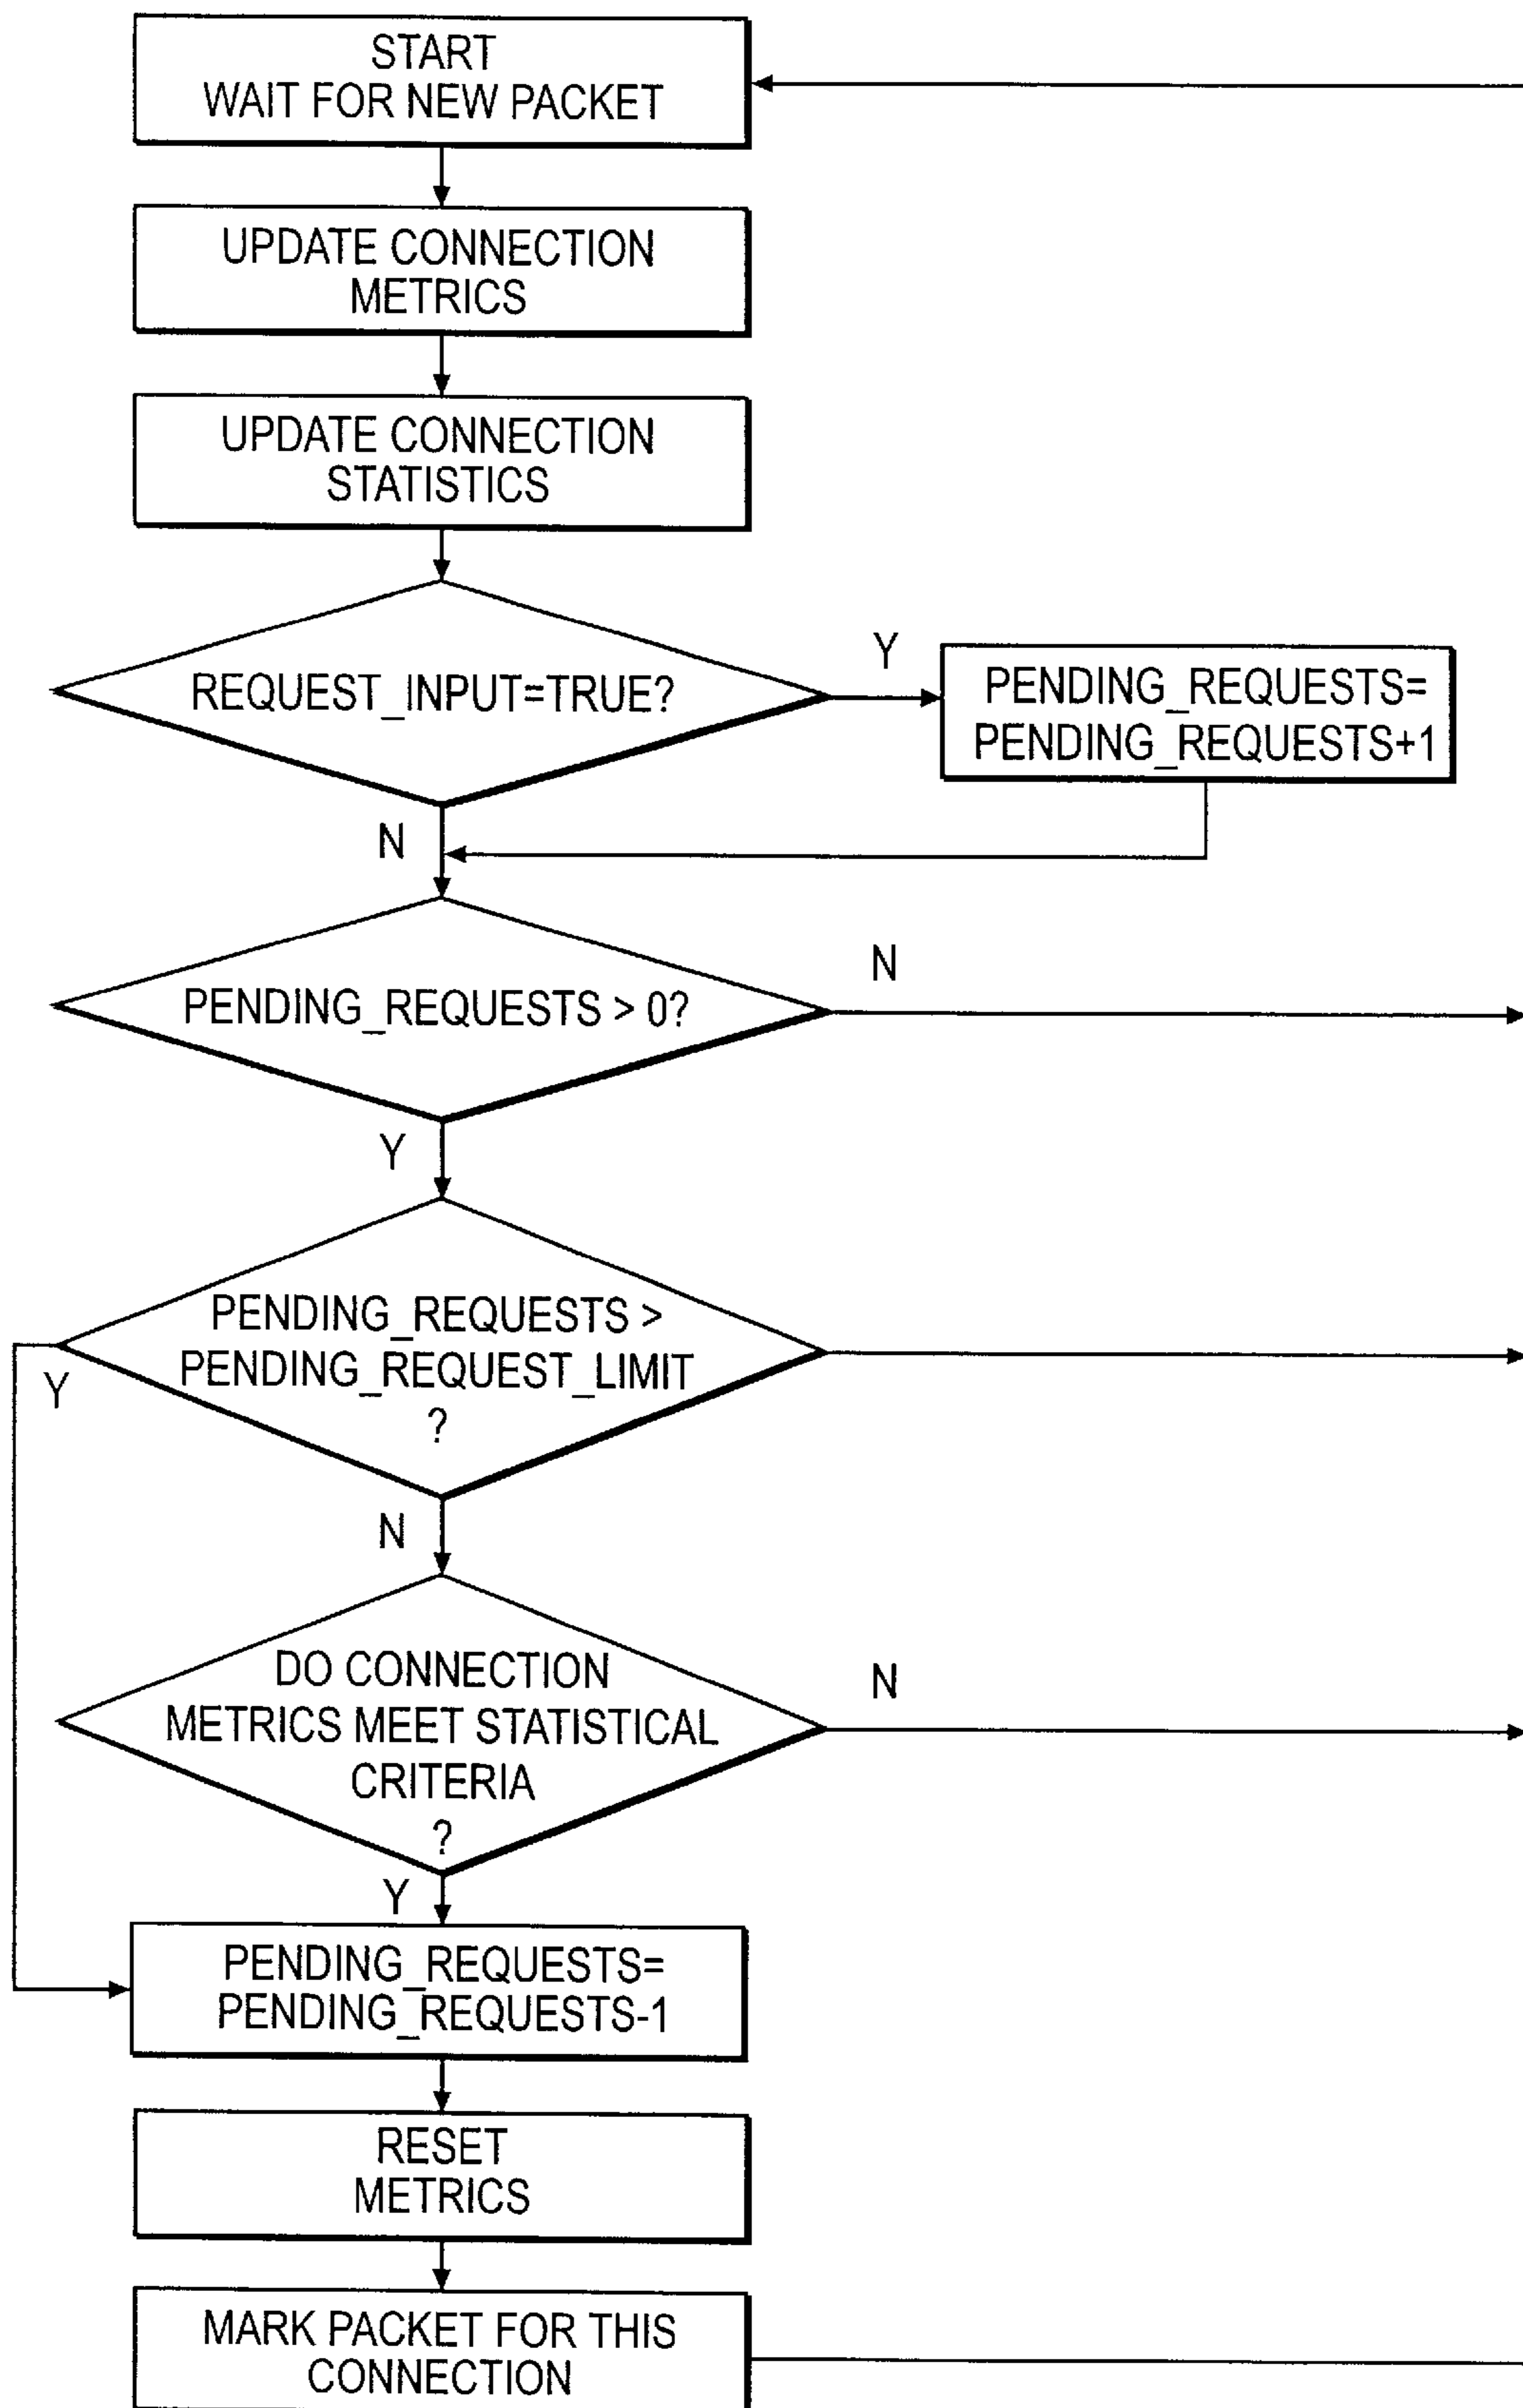 START
WAIT FOR NEW PACKET
UPDATE CONNECTION
METRICS
UPDATE CONNECTION
STATISTICS
REQUEST_INPUT=TRUE?
Y
PENDING_REQUESTS=
PENDING_REQUESTS+1
N
PENDING_REQUESTS > 0?
N
Y
PENDING_REQUESTS >
PENDING_REQUEST_LIMIT
?
Y
N
DO CONNECTION
METRICS MEET STATISTICAL
CRITERIA
?
N
Y
PENDING_REQUESTS=
PENDING_REQUESTS-1
RESET
METRICS
MARK PACKET FOR THIS
CONNECTION